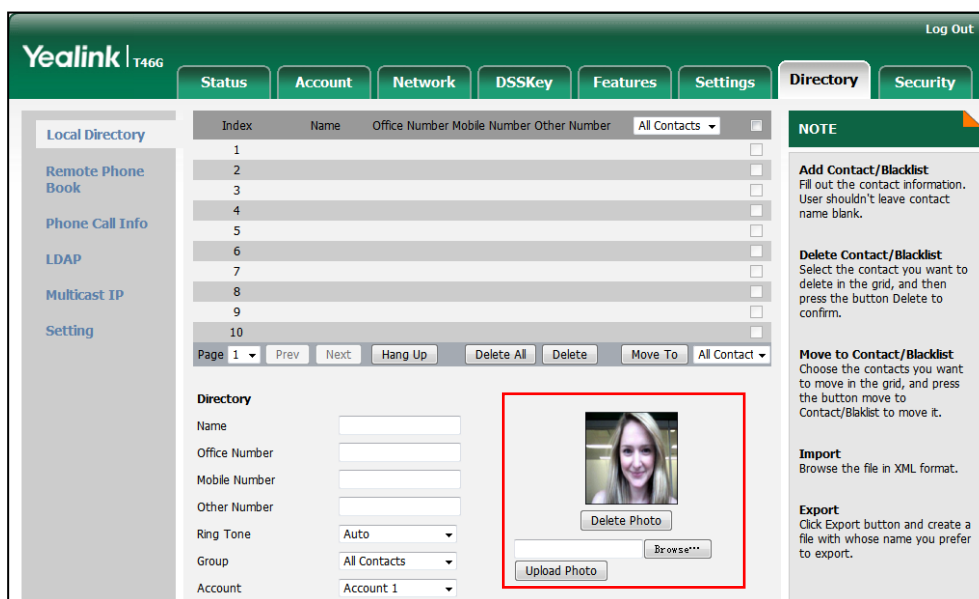 Log Out
Yealink T46G
Status Account Network DSSKey Features Settings Directory Security
Local Directory
Remote Phone
Book
Phone Call Info
LDAP
Multicast IP
Setting
Index Name Office Number Mobile Number Other Number All Contacts
1
2
3
4
5
6
7
8
9
10
Page 1 Prev Next Hang Up Delete All Delete Move To All Contact
Directory
Name
Office Number
Mobile Number
Other Number
Ring Tone Auto
Group All Contacts
Account Account 1
Delete Photo
Browse...
Upload Photo
NOTE
Add Contact/Blacklist
Fill out the contact information.
User shouldn't leave contact
name blank.
Delete Contact/Blacklist
Select the contact you want to
delete in the grid, and then
press the button Delete to
confirm.
Move to Contact/Blacklist
Choose the contacts you want
to move in the grid, and press
the button move to
Contact/Blaklist to move it.
Import
Browse the file in XML format.
Export
Click Export button and create a
file with whose name you prefer
to export.